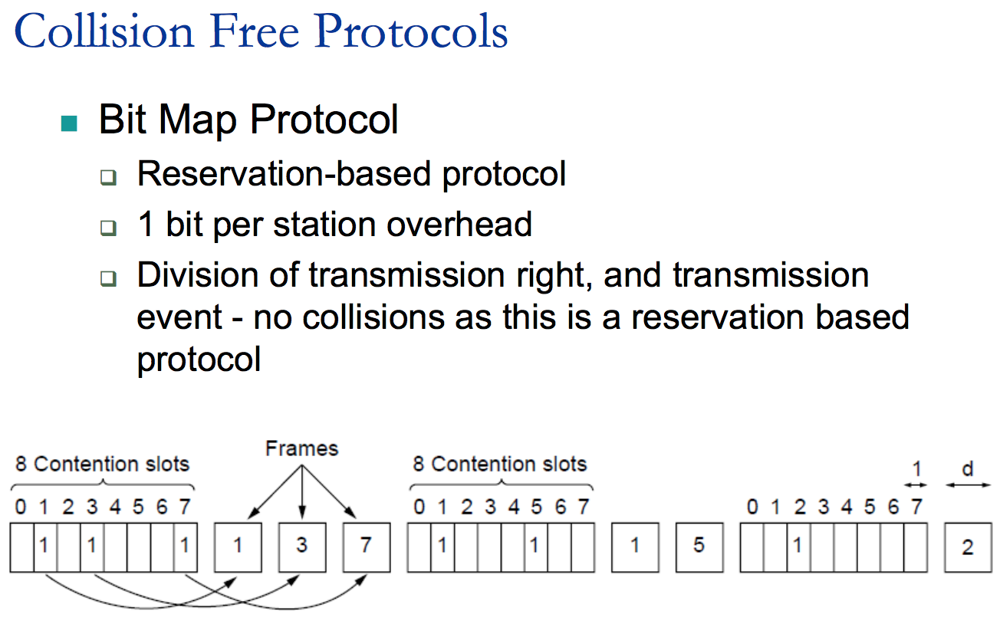 Collision Free Protocols
Bit Map Protocol
Reservation-based protocol
1 bit per station overhead
Division of transmission right, and transmission
event - no collisions as this is a reservation based
protocol
Frames
8 Contention slots
8 Contention slots
1 d
0 1 2 3 4 5 6 7
0 1 2 3 4 5 6 7
0 1 2 3 4 5 6 7
1 1 1
1 3 7
1 1
1 5
1
2